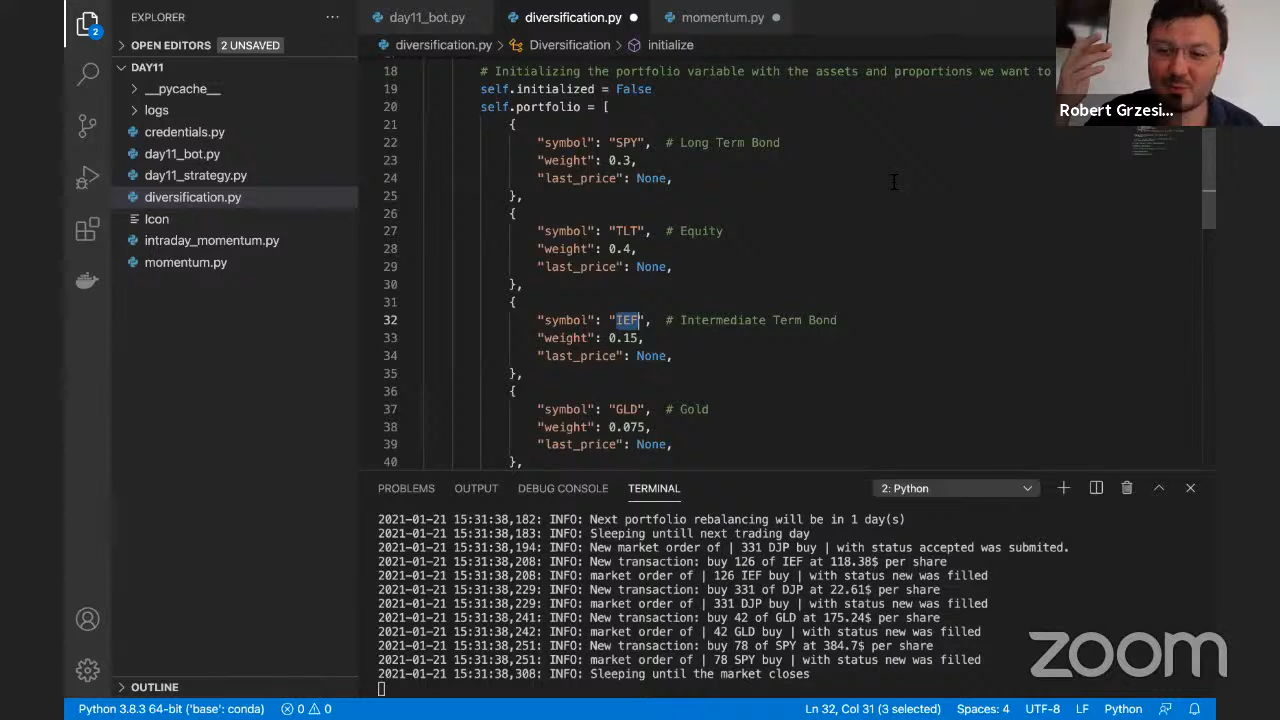 EXPLORER ···
OPEN EDITORS 2 UNSAVED
DAY11
__pycache__
logs
credentials.py
day11_bot.py
day11_strategy.py
diversification.py
Icon
intraday_momentum.py
momentum.py
OUTLINE
2
day11_bot.py diversification.py momentum.py
diversification.py > Diversification > initialize
18 # Initializing the portfolio variable with the assets and proportions we want to
19 self.initialized = False
20 self.portfolio = [
21 {
22 "symbol": "SPY", # Long Term Bond
23 "weight": 0.3,
24 "last_price": None,
25 },
26 {
27 "symbol": "TLT", # Equity
28 "weight": 0.4,
29 "last_price": None,
30 },
31 {
32 "symbol": "IEF", # Intermediate Term Bond
33 "weight": 0.15,
34 "last_price": None,
35 },
36 {
37 "symbol": "GLD", # Gold
38 "weight": 0.075,
39 "last_price": None,
40 },
Robert Grzesi...
PROBLEMS OUTPUT DEBUG CONSOLE TERMINAL 2: Python
2021-01-21 15:31:38,182: INFO: Next portfolio rebalancing will be in 1 day(s)
2021-01-21 15:31:38,183: INFO: Sleeping untill next trading day
2021-01-21 15:31:38,194: INFO: New market order of | 331 DJP buy | with status accepted was submited.
2021-01-21 15:31:38,208: INFO: New transaction: buy 126 of IEF at 118.38$ per share
2021-01-21 15:31:38,208: INFO: market order of | 126 IEF buy | with status new was filled
2021-01-21 15:31:38,229: INFO: New transaction: buy 331 of DJP at 22.61$ per share
2021-01-21 15:31:38,229: INFO: market order of | 331 DJP buy | with status new was filled
2021-01-21 15:31:38,241: INFO: New transaction: buy 42 of GLD at 175.24$ per share
2021-01-21 15:31:38,242: INFO: market order of | 42 GLD buy | with status new was filled
2021-01-21 15:31:38,251: INFO: New transaction: buy 78 of SPY at 384.7$ per share
2021-01-21 15:31:38,251: INFO: market order of | 78 SPY buy | with status new was filled
2021-01-21 15:31:38,308: INFO: Sleeping until the market closes
zoom
Python 3.8.3 64-bit ('base': conda) 0 0 Ln 32, Col 31 (3 selected) Spaces: 4 UTF-8 LF Python